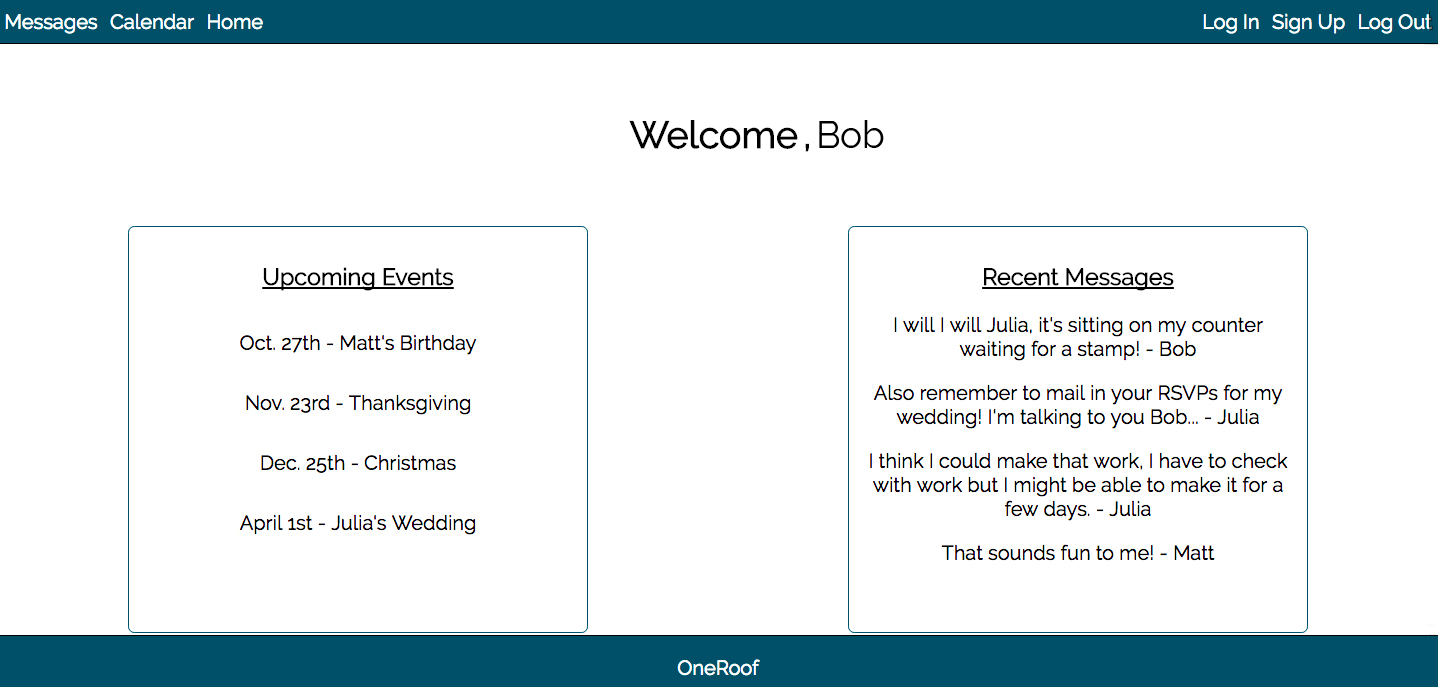 Messages Calendar Home Log In Sign Up Log Out
Welcome , Bob
Upcoming Events
Oct. 27th - Matt's Birthday
Nov. 23rd - Thanksgiving
Dec. 25th - Christmas
April 1st - Julia's Wedding
Recent Messages
I will I will Julia, it's sitting on my counter
waiting for a stamp! - Bob
Also remember to mail in your RSVPs for my
wedding! I'm talking to you Bob... - Julia
I think I could make that work, I have to check
with work but I might be able to make it for a
few days. - Julia
That sounds fun to me! - Matt
OneRoof